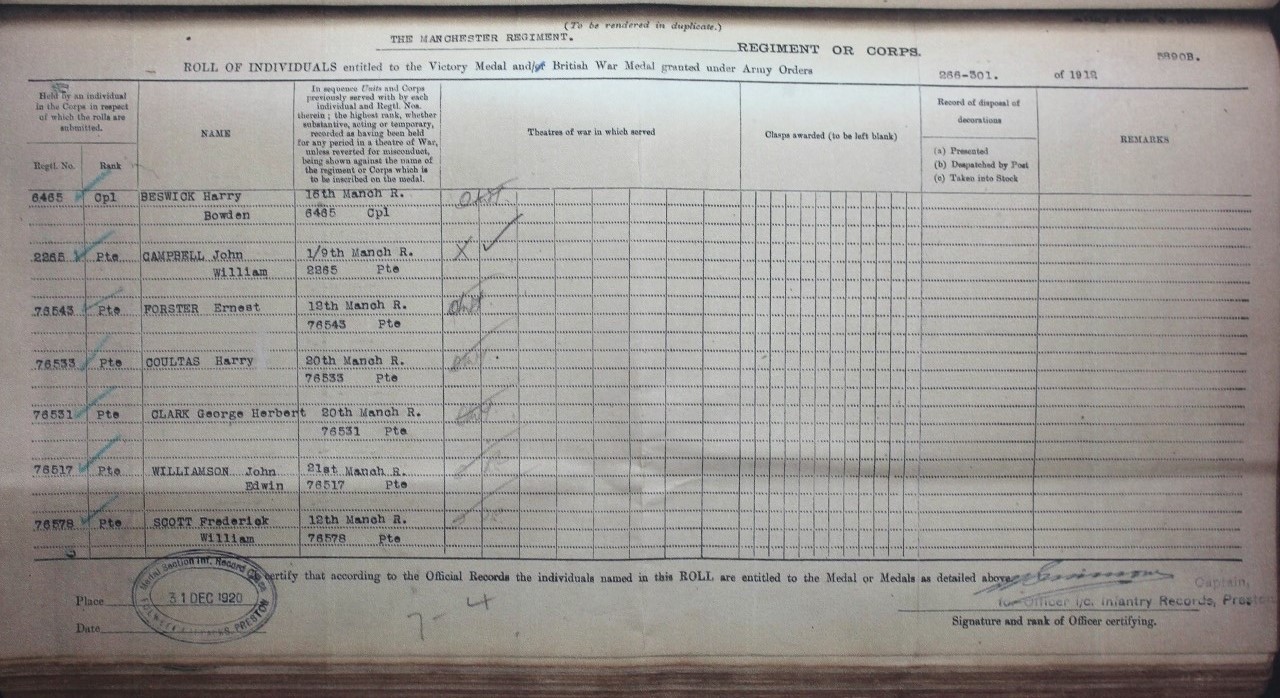 (To be rendered in duplicate.)
THE MANCHESTER REGIMENT.
REGIMENT OR CORPS.
5890B.
ROLL OF INDIVIDUALS entitled to the Victory Medal and/or British War Medal granted under Army Orders
266-301. of 1919
Held by an individual
in the Corps in respect
of which the rolls are
submitted.
Regtl. No. Rank
NAME
In sequence Units and Corps
previously served with by each
individual and Regtl. Nos.
therein; the highest rank, whether
substantive, acting or temporary,
recorded as having been held
for any period in a theatre of War,
unless reverted for misconduct,
being shown against the name of
the regiment or Corps which is
to be inscribed on the medal.
Theatres of war in which served
Clasps awarded (to be left blank)
Record of disposal of
decorations
(a) Presented
(b) Despatched by Post
(c) Taken into Stock
REMARKS
6465 Cpl BESWICK Harry 16th Manch R.
Bowden 6465 Cpl
2265 Pte CAMPBELL John 1/9th Manch R. X
William 2265 Pte
76543 Pte FORSTER Ernest 12th Manch R.
76543 Pte
76533 Pte COULTAS Harry 20th Manch R.
76533 Pte
76531 Pte CLARK George Herbert 20th Manch R.
76531 Pte
76517 Pte WILLIAMSON John 21st Manch R.
Edwin 76517 Pte
76578 Pte SCOTT Frederick 12th Manch R.
William 76578 Pte
certify that according to the Official Records the individuals named in this ROLL are entitled to the Medal or Medals as detailed above
Medal Section Inf. Record
31 DEC 1920
PRESTON
Place
Date
7-4
Captain,
for Officer i/c. Infantry Records, Preston
Signature and rank of Officer certifying.